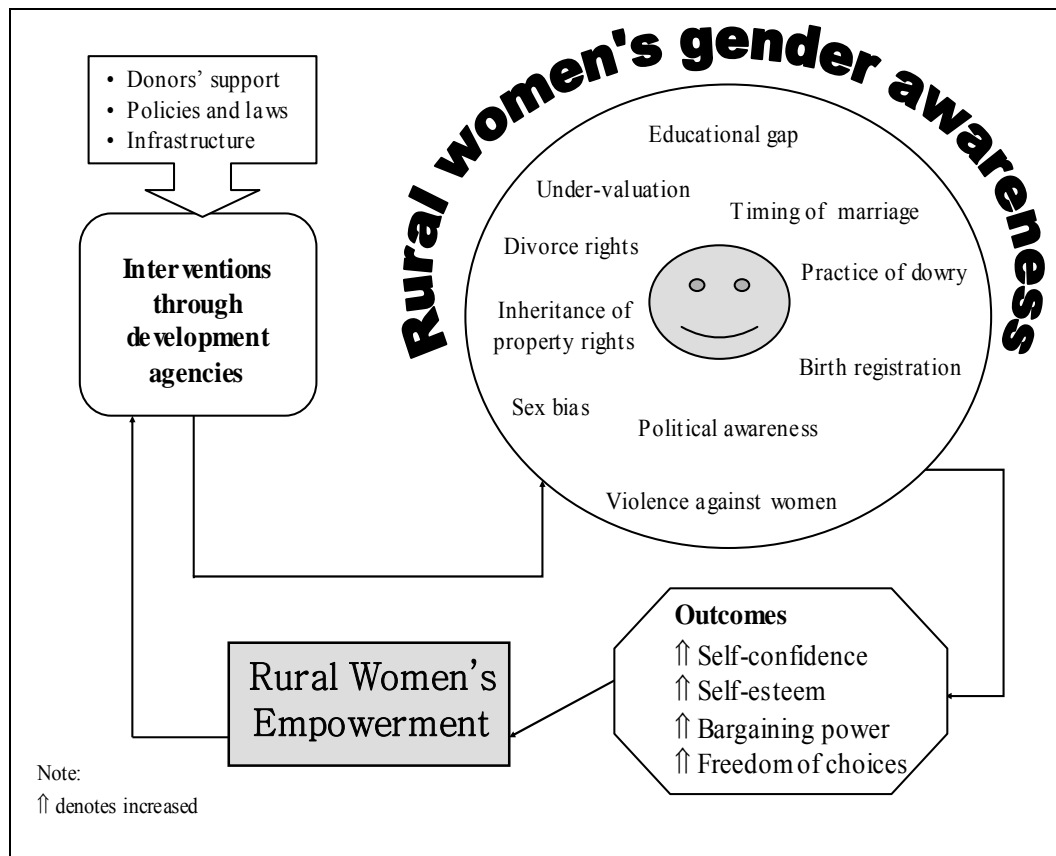 • Donors' support
• Policies and laws
• Infrastructure
Interventions
through
development
agencies
Rural women's gender awareness
Educational gap
Under-valuation
Timing of marriage
Divorce rights
Practice of dowry
Inheritance of
property rights
Birth registration
Sex bias
Political awareness
Violence against women
Outcomes
⇑ Self-confidence
⇑ Self-esteem
⇑ Bargaining power
⇑ Freedom of choices
Rural Women's
Empowerment
Note:
⇑ denotes increased